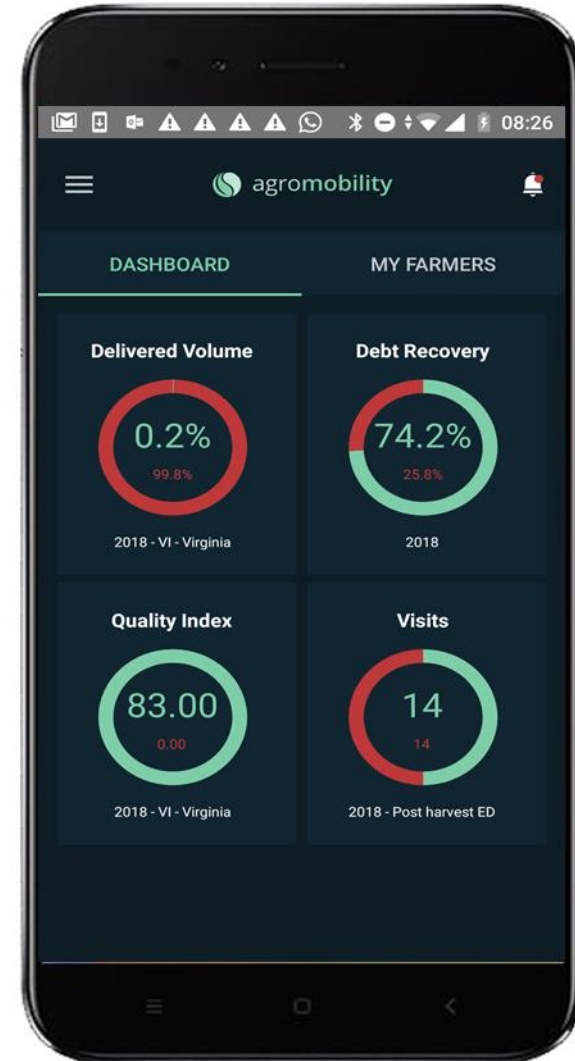 08:26
agromobility
DASHBOARD MY FARMERS
Delivered Volume
0.2%
99.8%
2018 - VI - Virginia
Debt Recovery
74.2%
25.8%
2018
Quality Index
83.00
0.00
2018 - VI - Virginia
Visits
14
14
2018 - Post harvest ED